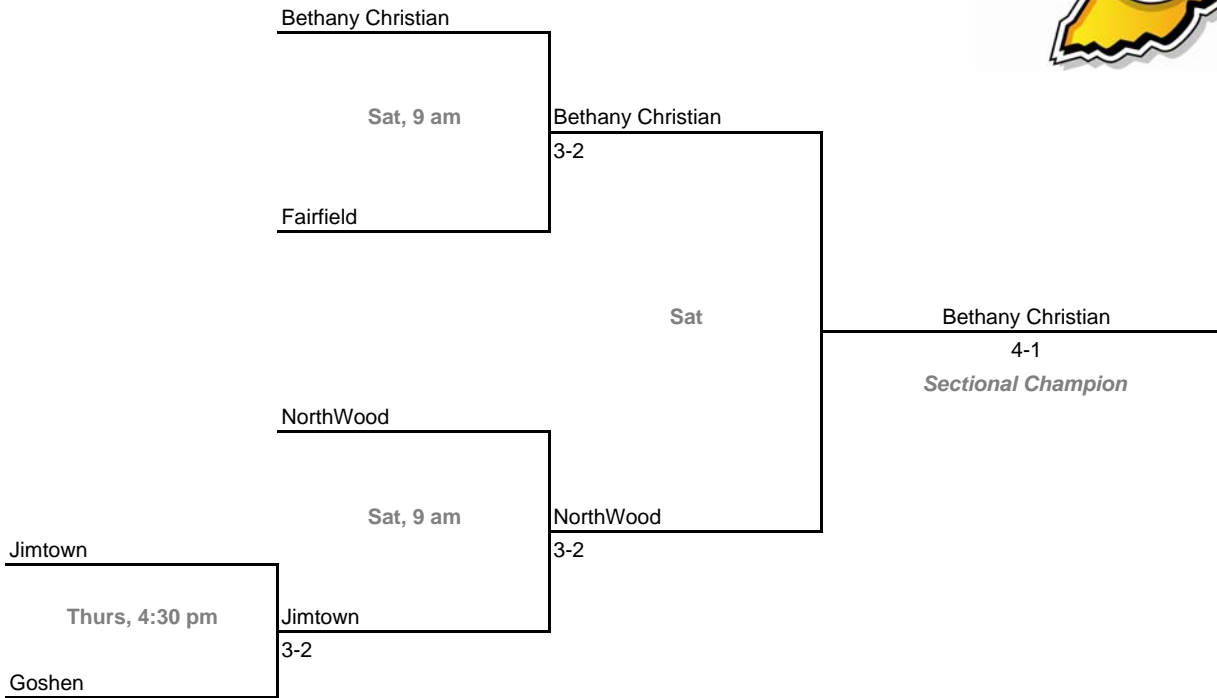 Bethany Christian
Sat, 9 am
Bethany Christian
3-2
Fairfield
Sat
Bethany Christian
4-1
Sectional Champion
NorthWood
Sat, 9 am
NorthWood
3-2
Jimtown
Thurs, 4:30 pm
Jimtown
3-2
Goshen